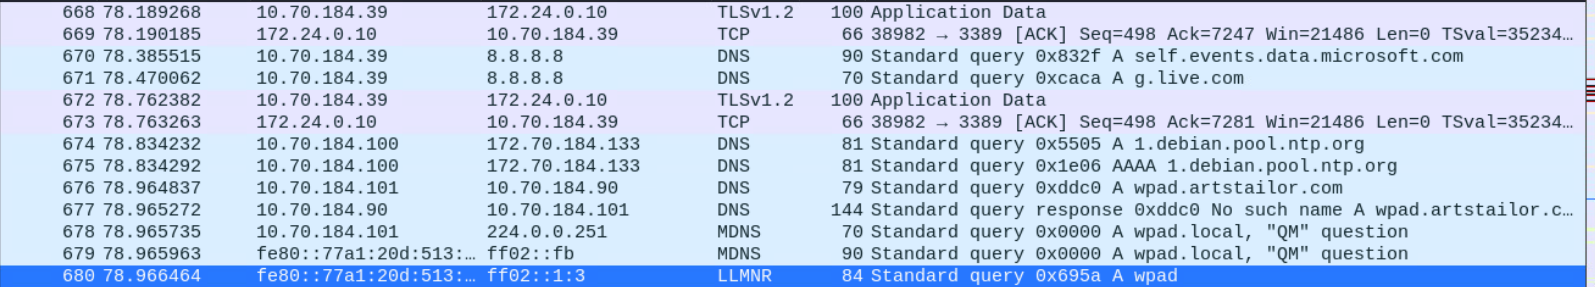 668 78.189268 10.70.184.39 172.24.0.10 TLSv1.2 100 Application Data
669 78.190185 172.24.0.10 10.70.184.39 TCP 66 38982 → 3389 [ACK] Seq=498 Ack=7247 Win=21486 Len=0 TSval=35234…
670 78.385515 10.70.184.39 8.8.8.8 DNS 90 Standard query 0x832f A self.events.data.microsoft.com
671 78.470062 10.70.184.39 8.8.8.8 DNS 70 Standard query 0xcaca A g.live.com
672 78.762382 10.70.184.39 172.24.0.10 TLSv1.2 100 Application Data
673 78.763263 172.24.0.10 10.70.184.39 TCP 66 38982 → 3389 [ACK] Seq=498 Ack=7281 Win=21486 Len=0 TSval=35234…
674 78.834232 10.70.184.100 172.70.184.133 DNS 81 Standard query 0x5505 A 1.debian.pool.ntp.org
675 78.834292 10.70.184.100 172.70.184.133 DNS 81 Standard query 0x1e06 AAAA 1.debian.pool.ntp.org
676 78.964837 10.70.184.101 10.70.184.90 DNS 79 Standard query 0xddc0 A wpad.artstailor.com
677 78.965272 10.70.184.90 10.70.184.101 DNS 144 Standard query response 0xddc0 No such name A wpad.artstailor.c…
678 78.965735 10.70.184.101 224.0.0.251 MDNS 70 Standard query 0x0000 A wpad.local, "QM" question
679 78.965963 fe80::77a1:20d:513:… ff02::fb MDNS 90 Standard query 0x0000 A wpad.local, "QM" question
680 78.966464 fe80::77a1:20d:513:… ff02::1:3 LLMNR 84 Standard query 0x695a A wpad